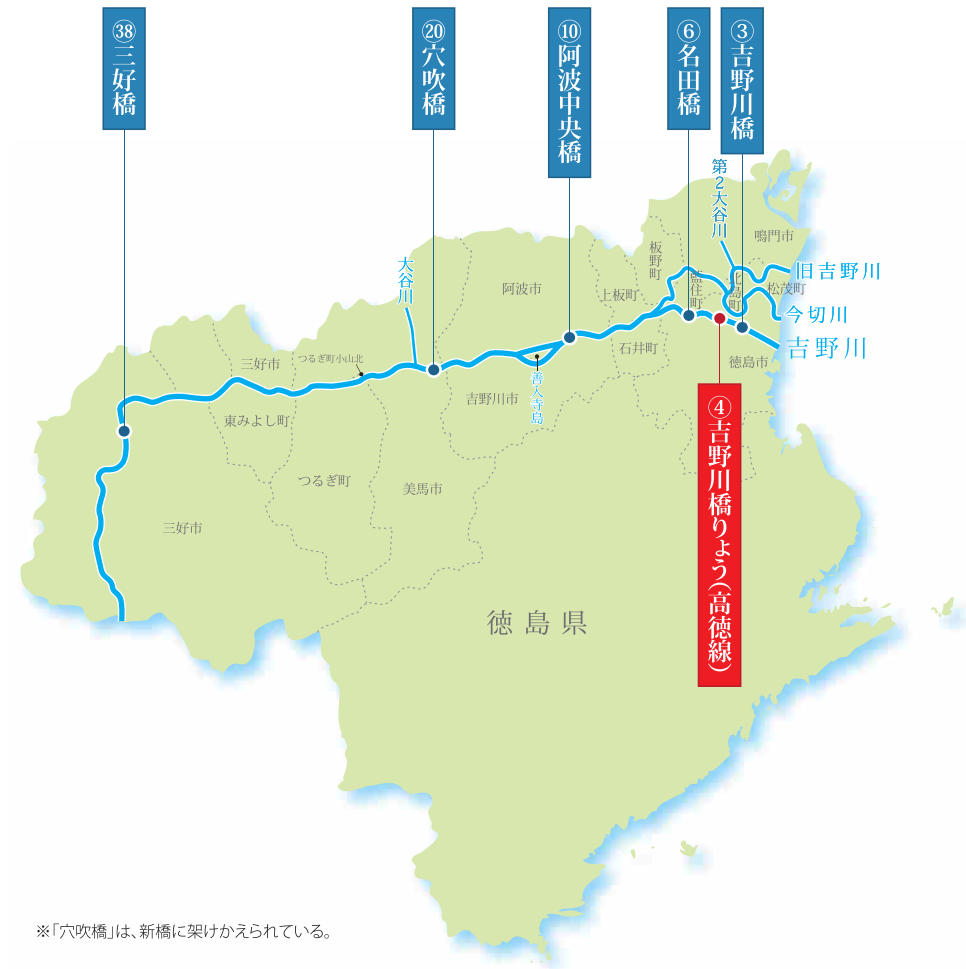 ㊳三好橋
⑳穴吹橋
⑩阿波中央橋
⑥名田橋
③吉野川橋
第2大谷川
鳴門市
板野町
大谷川
旧吉野川
藍住町
北島町
松茂町
阿波市
上板町
今切川
吉野川
石井町
徳島市
つるぎ町小山北
三好市
善入寺島
吉野川市
東みよし町
④吉野川橋りょう(高徳線)
つるぎ町
美馬市
三好市
徳島県
※「穴吹橋」は、新橋に架けかえられている。